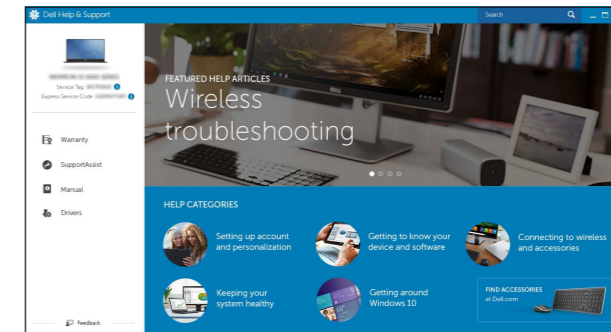 Dell Help & Support
Search
Service Tag:
Express Service Code:
Warranty
SupportAssist
Manual
Drivers
Feedback
FEATURED HELP ARTICLES
Wireless
troubleshooting
DELL
HELP CATEGORIES
Setting up account
and personalization
Getting to know your
device and software
Connecting to wireless
and accessories
Keeping your
system healthy
Getting around
Windows 10
FIND ACCESSORIES
at Dell.com